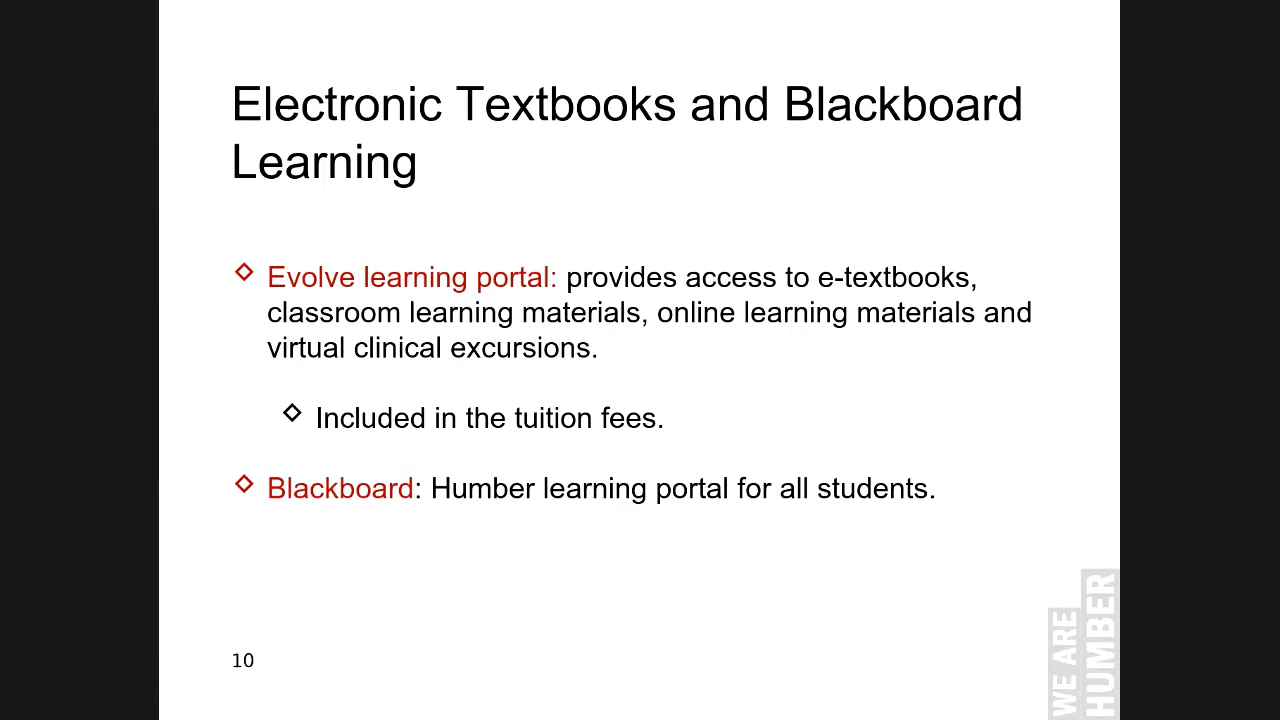 Electronic Textbooks and Blackboard
Learning
Evolve learning portal: provides access to e-textbooks,
classroom learning materials, online learning materials and
virtual clinical excursions.
Included in the tuition fees.
Blackboard: Humber learning portal for all students.
10
WE ARE
HUMBER